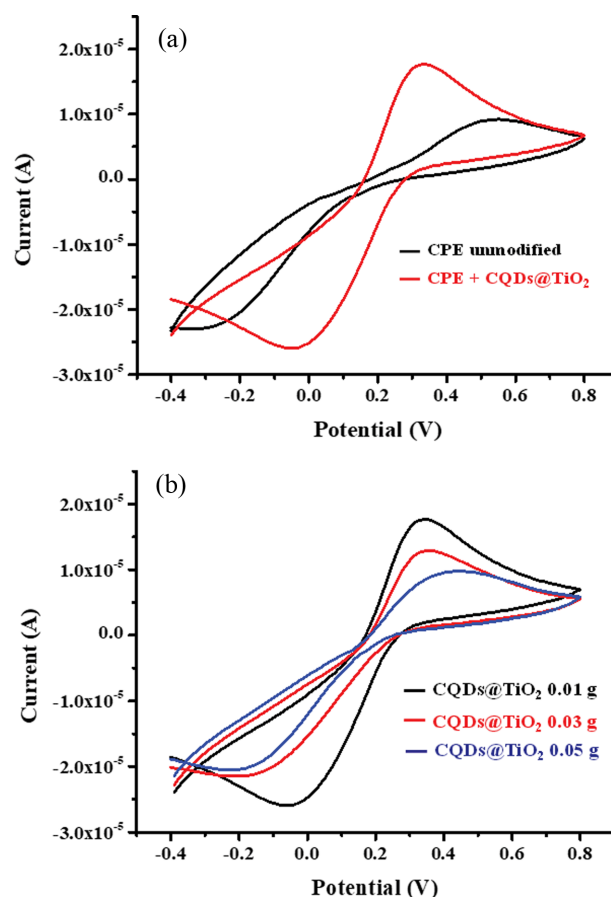 (a)
2.0x10⁻⁵
1.0x10⁻⁵
0.0
-1.0x10⁻⁵
-2.0x10⁻⁵
-3.0x10⁻⁵
Current (A)
CPE unmodified
CPE + CQDs@TiO₂
-0.4 -0.2 0.0 0.2 0.4 0.6 0.8
Potential (V)
(b)
2.0x10⁻⁵
1.0x10⁻⁵
0.0
-1.0x10⁻⁵
-2.0x10⁻⁵
-3.0x10⁻⁵
Current (A)
CQDs@TiO₂ 0.01 g
CQDs@TiO₂ 0.03 g
CQDs@TiO₂ 0.05 g
-0.4 -0.2 0.0 0.2 0.4 0.6 0.8
Potential (V)